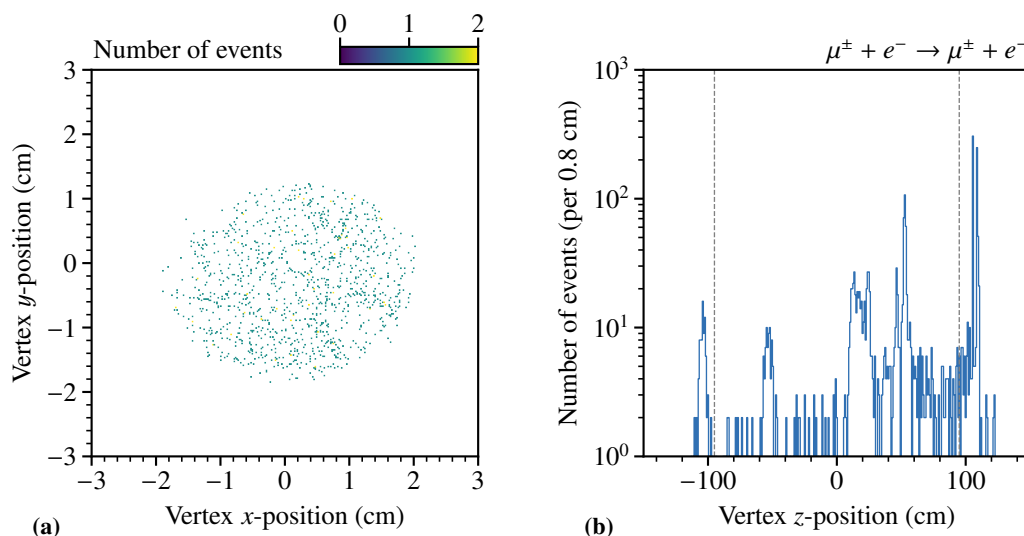 Number of events
0 1 2
3
2
1
0
−1
−2
−3
−3 −2 −1 0 1 2 3
Vertex y-position (cm)
Vertex x-position (cm)
(a)
μ± + e− → μ± + e−
10³
10²
10¹
10⁰
−100 0 100
Number of events (per 0.8 cm)
Vertex z-position (cm)
(b)